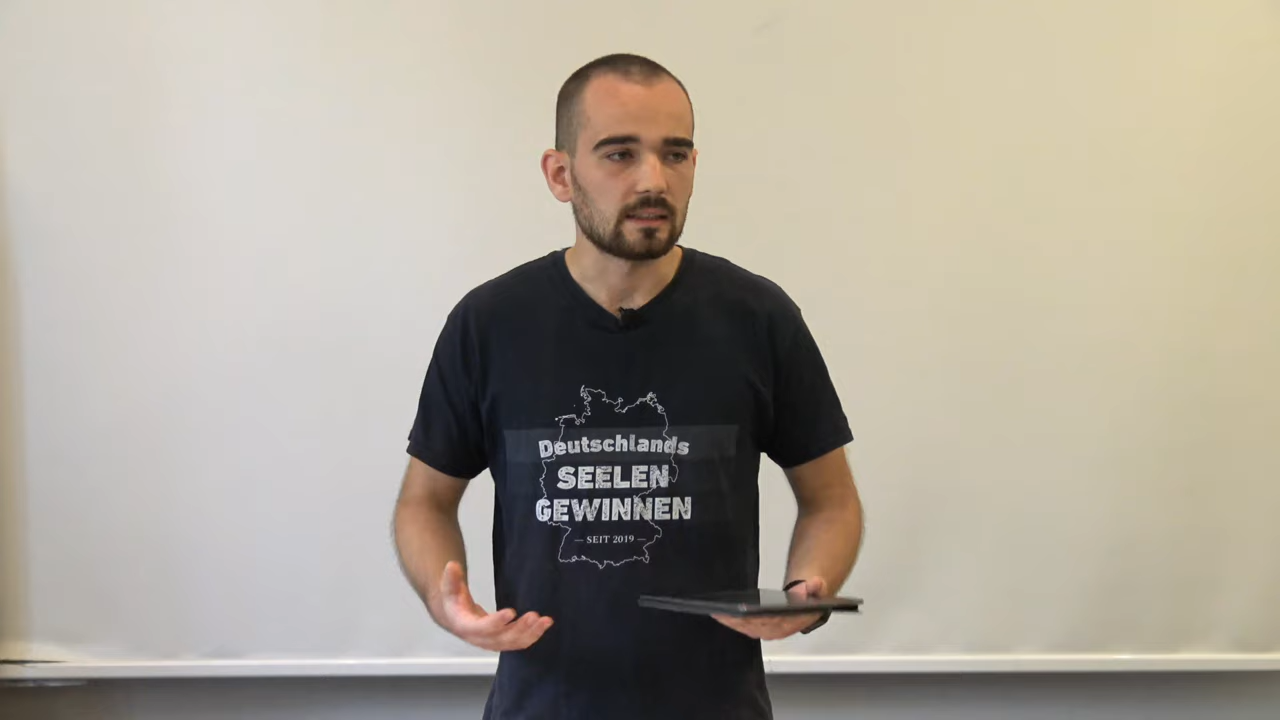 Deutschlands
SEELEN
GEWINNEN
— SEIT 2019 —